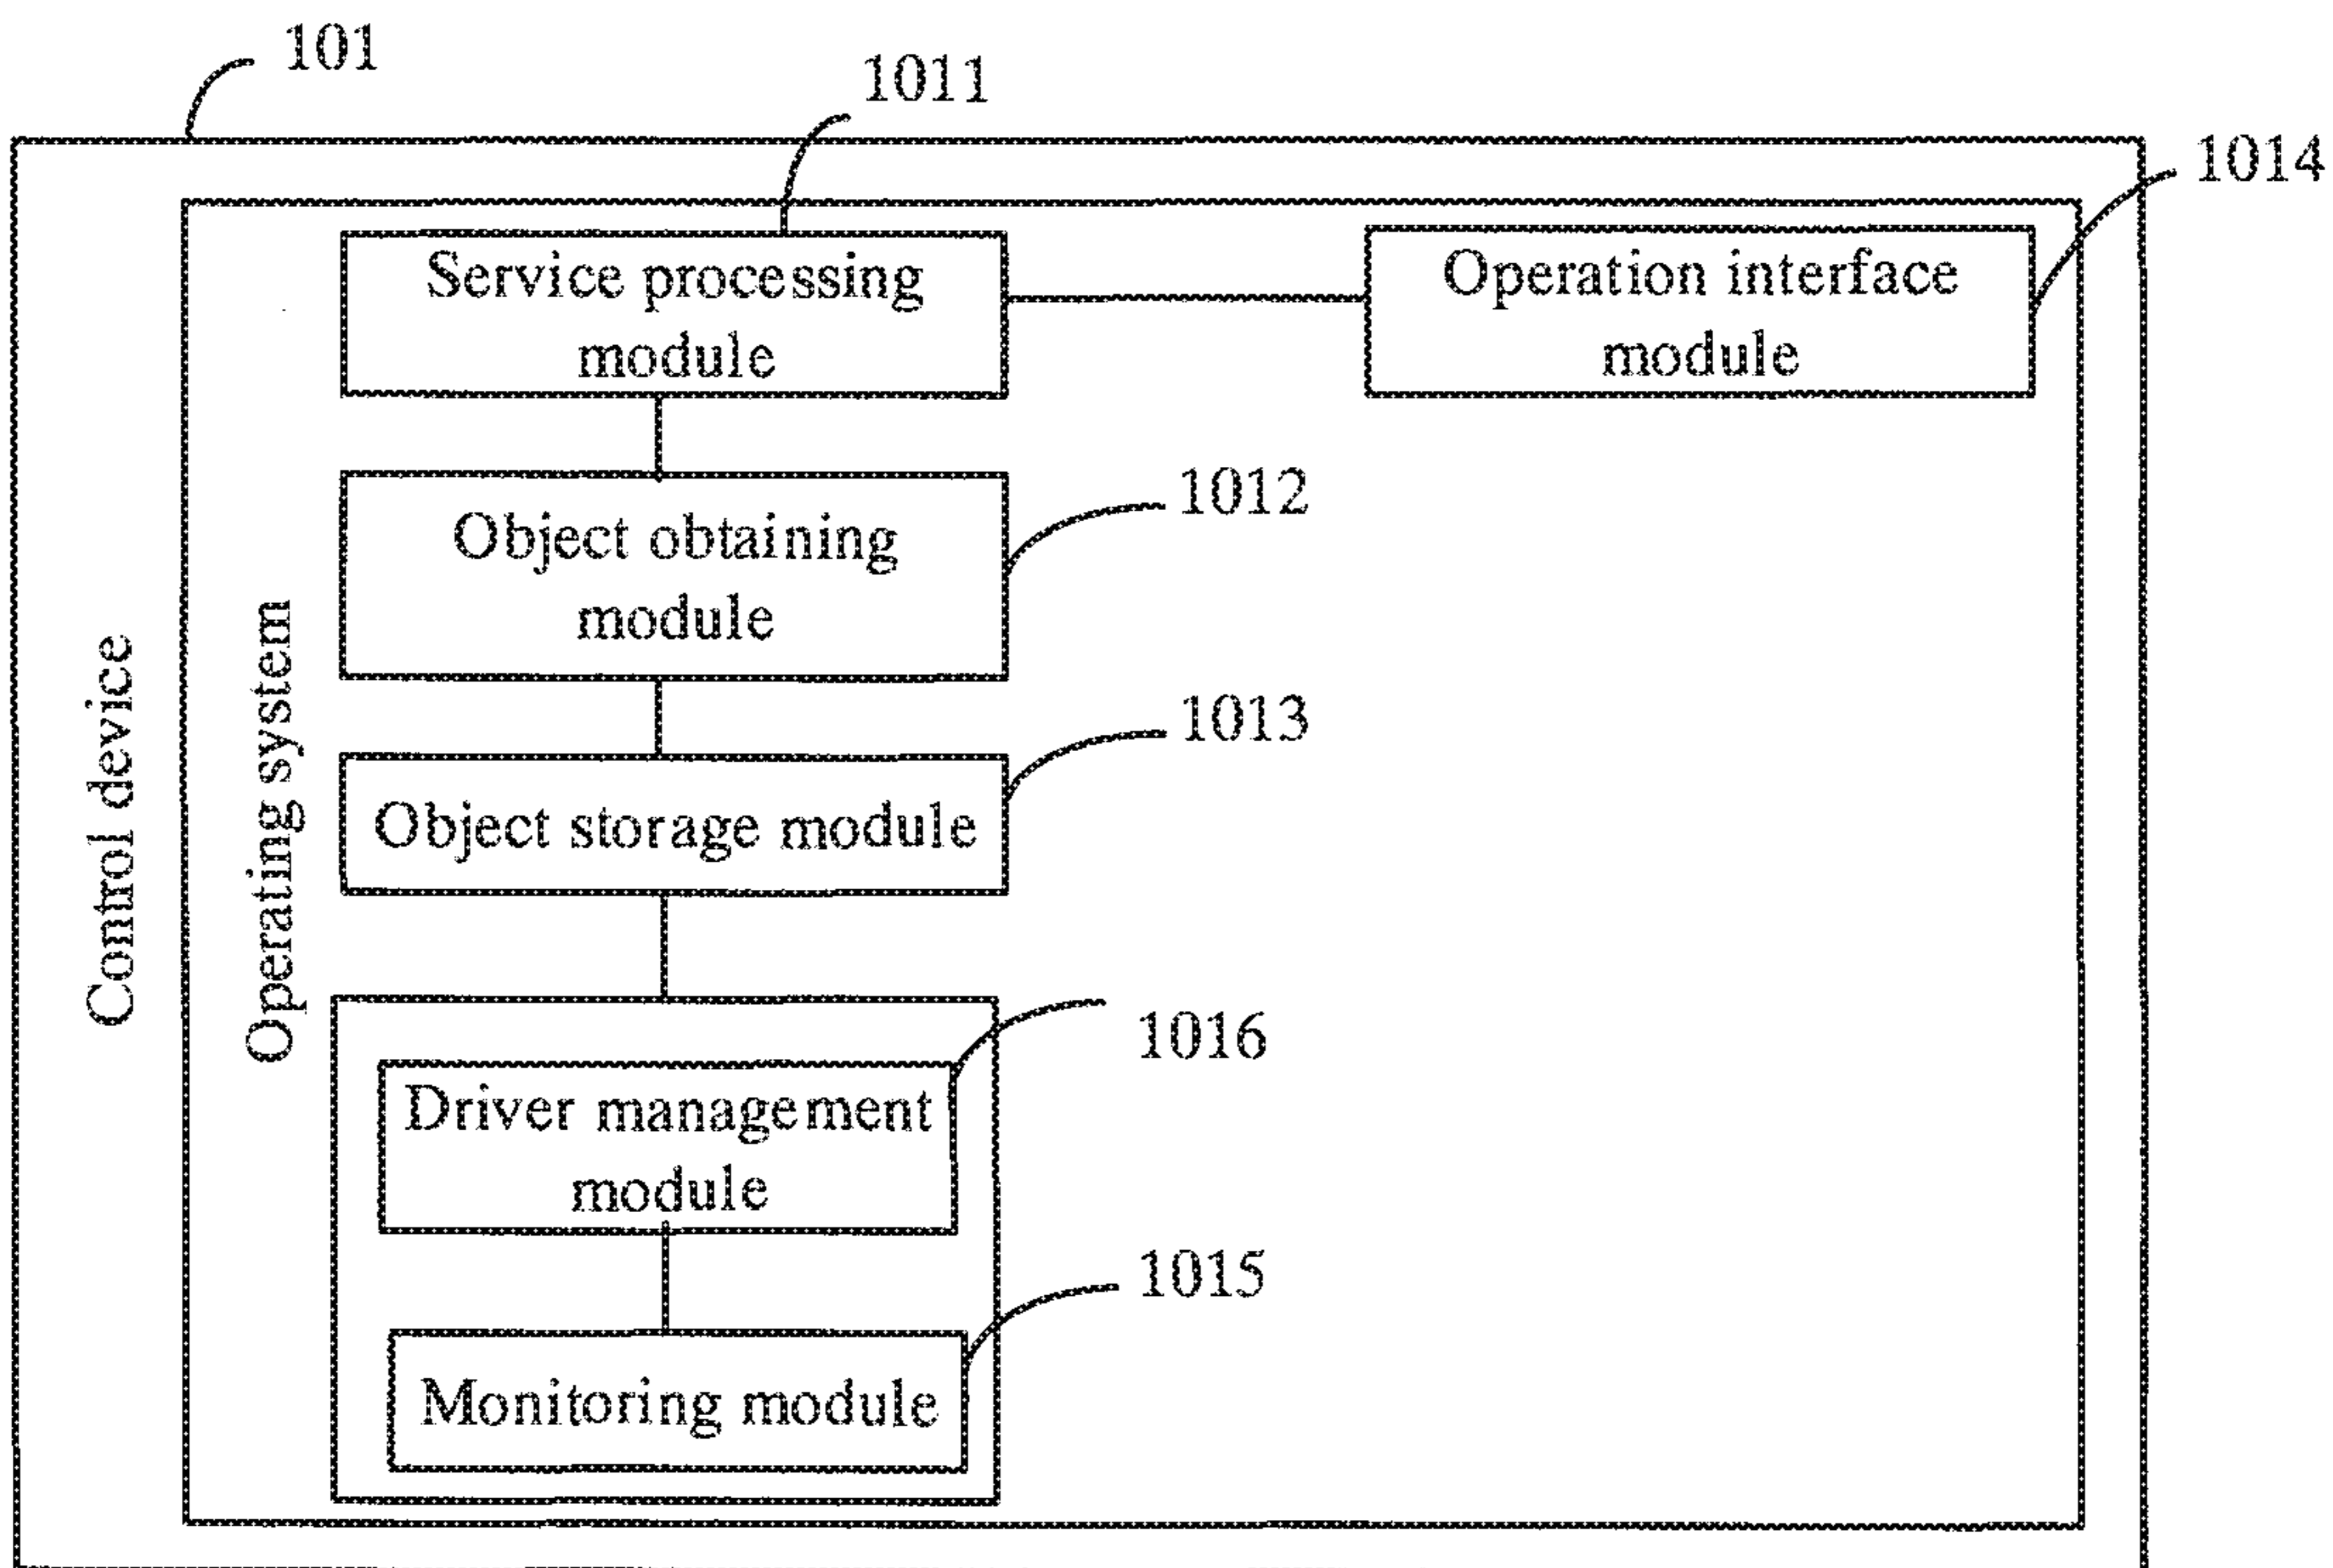 101
1011
1014
Service processing
module
Operation interface
module
1012
Object obtaining
module
1013
Object storage module
Control device
Operating system
1016
Driver management
module
1015
Monitoring module